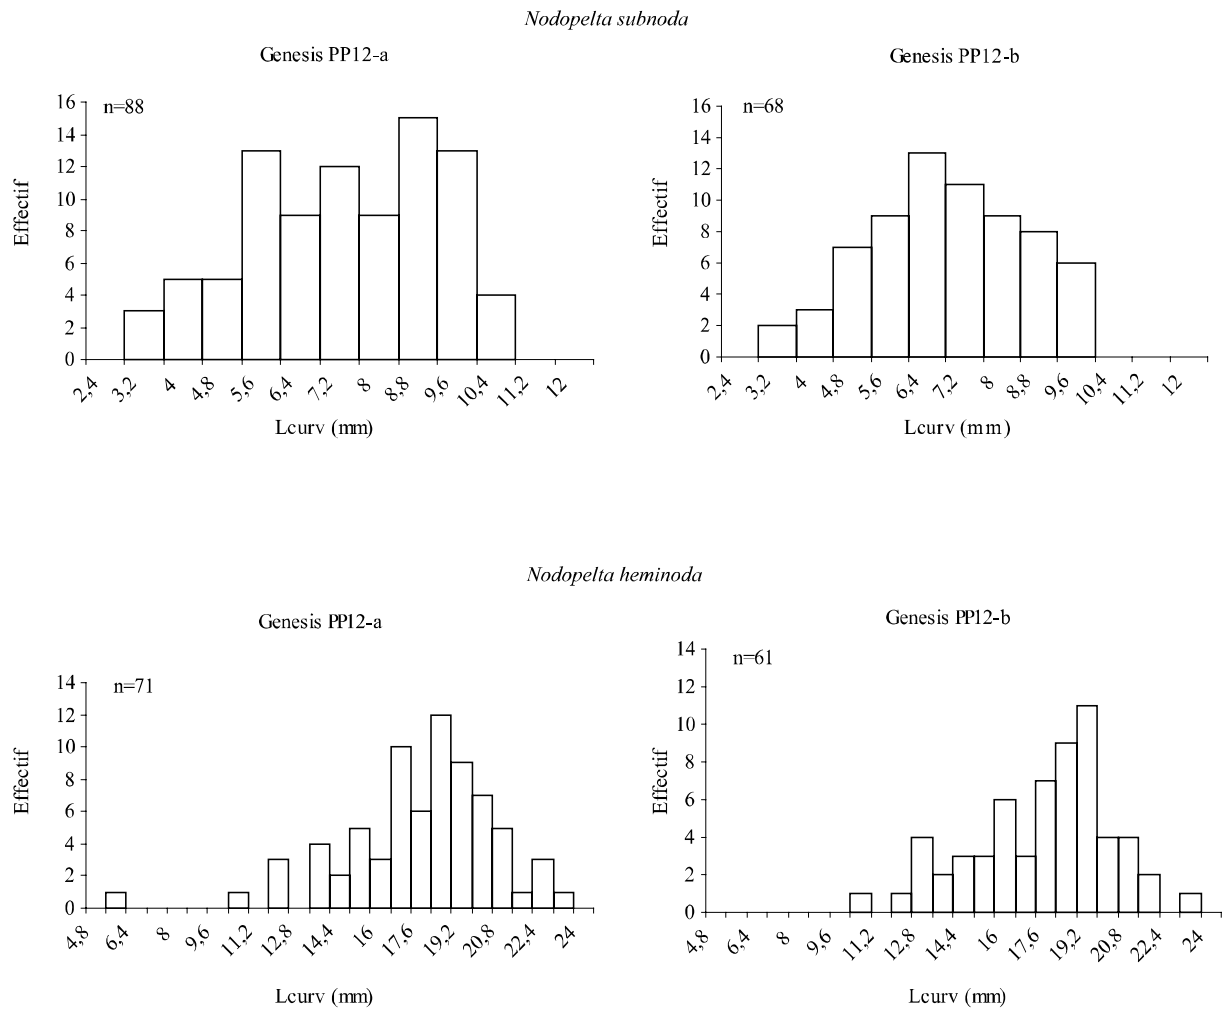 Nodopelta subnoda
Genesis PP12-a
n=88
Effectif
16
14
12
10
8
6
4
2
0
2,4 3,2 4 4,8 5,6 6,4 7,2 8 8,8 9,6 10,4 11,2 12
Lcurv (mm)
Genesis PP12-b
n=68
Effectif
16
14
12
10
8
6
4
2
0
2,4 3,2 4 4,8 5,6 6,4 7,2 8 8,8 9,6 10,4 11,2 12
Lcurv (mm)
Nodopelta heminoda
Genesis PP12-a
n=71
Effectif
14
12
10
8
6
4
2
0
4,8 6,4 8 9,6 11,2 12,8 14,4 16 17,6 19,2 20,8 22,4 24
Lcurv (mm)
Genesis PP12-b
n=61
Effectif
14
12
10
8
6
4
2
0
4,8 6,4 8 9,6 11,2 12,8 14,4 16 17,6 19,2 20,8 22,4 24
Lcurv (mm)